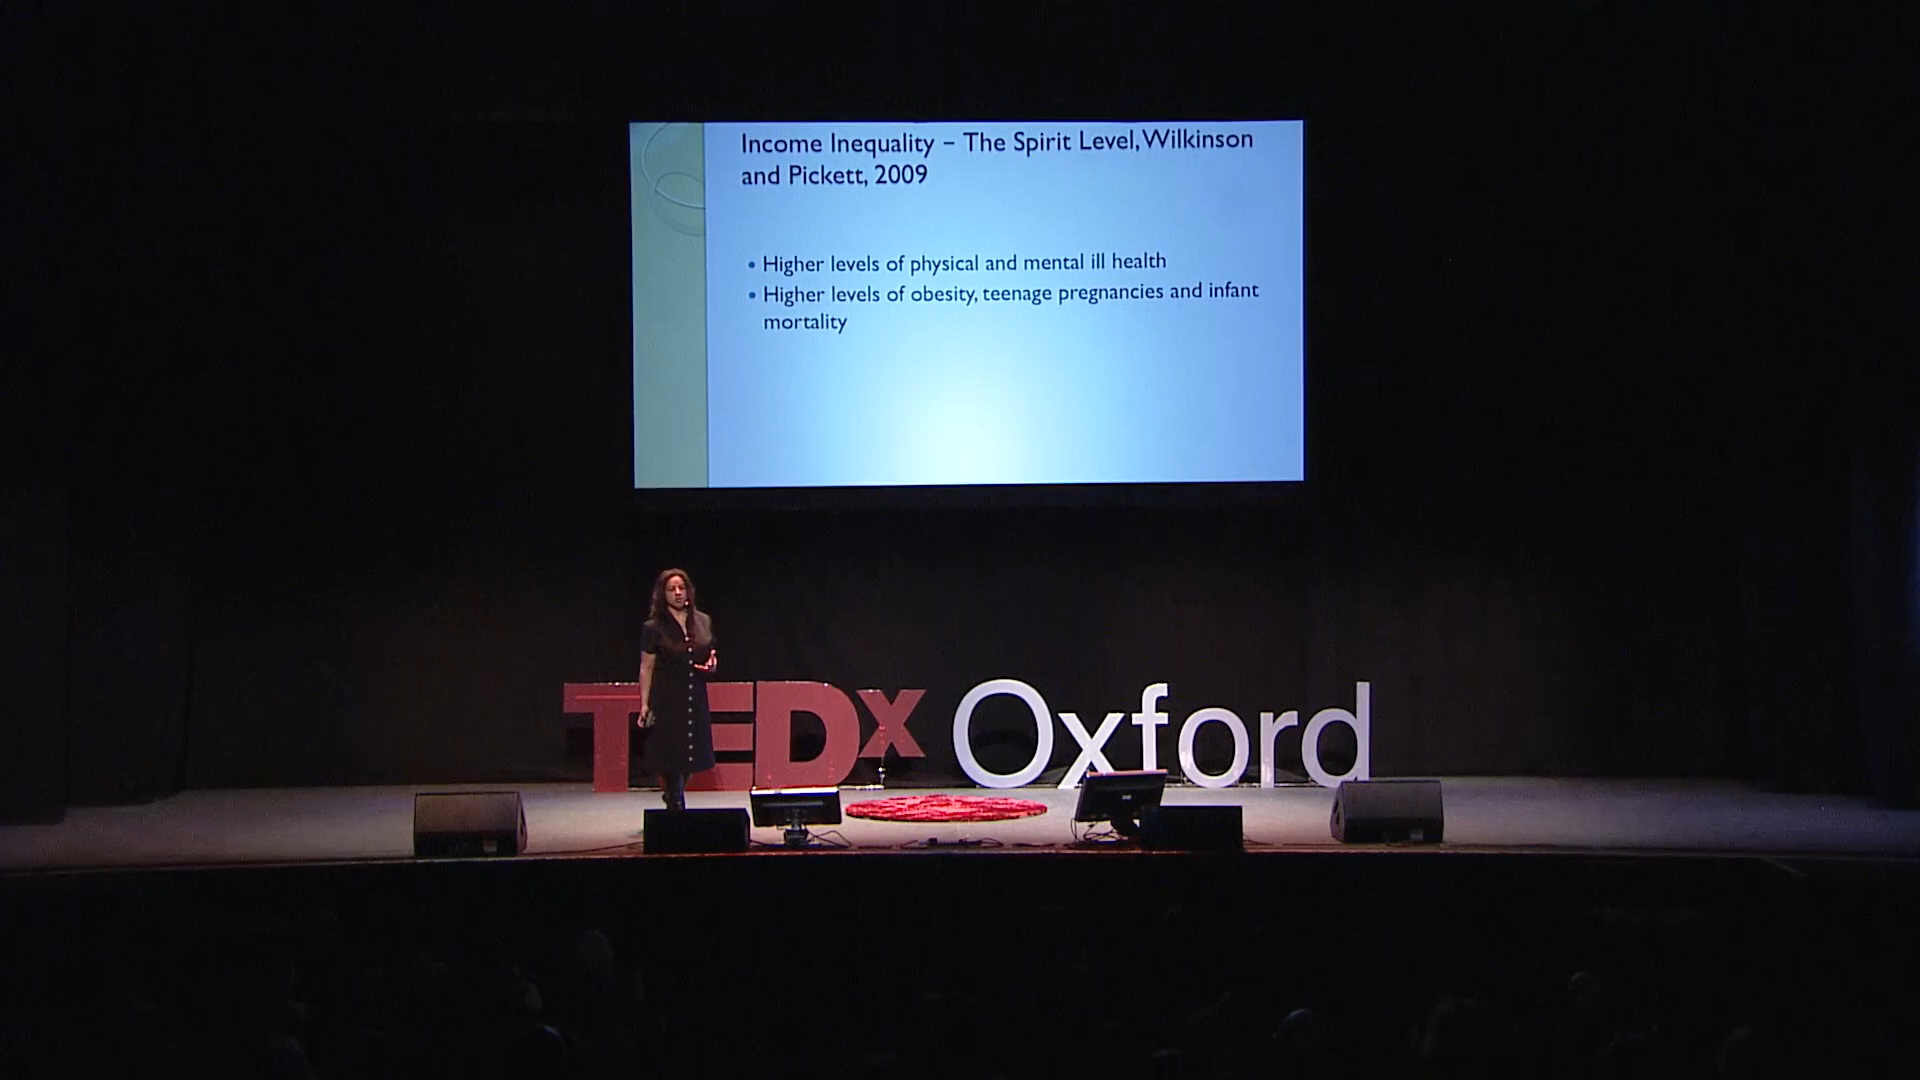 Income Inequality – The Spirit Level, Wilkinson
and Pickett, 2009
• Higher levels of physical and mental ill health
• Higher levels of obesity, teenage pregnancies and infant
mortality
TEDx Oxford